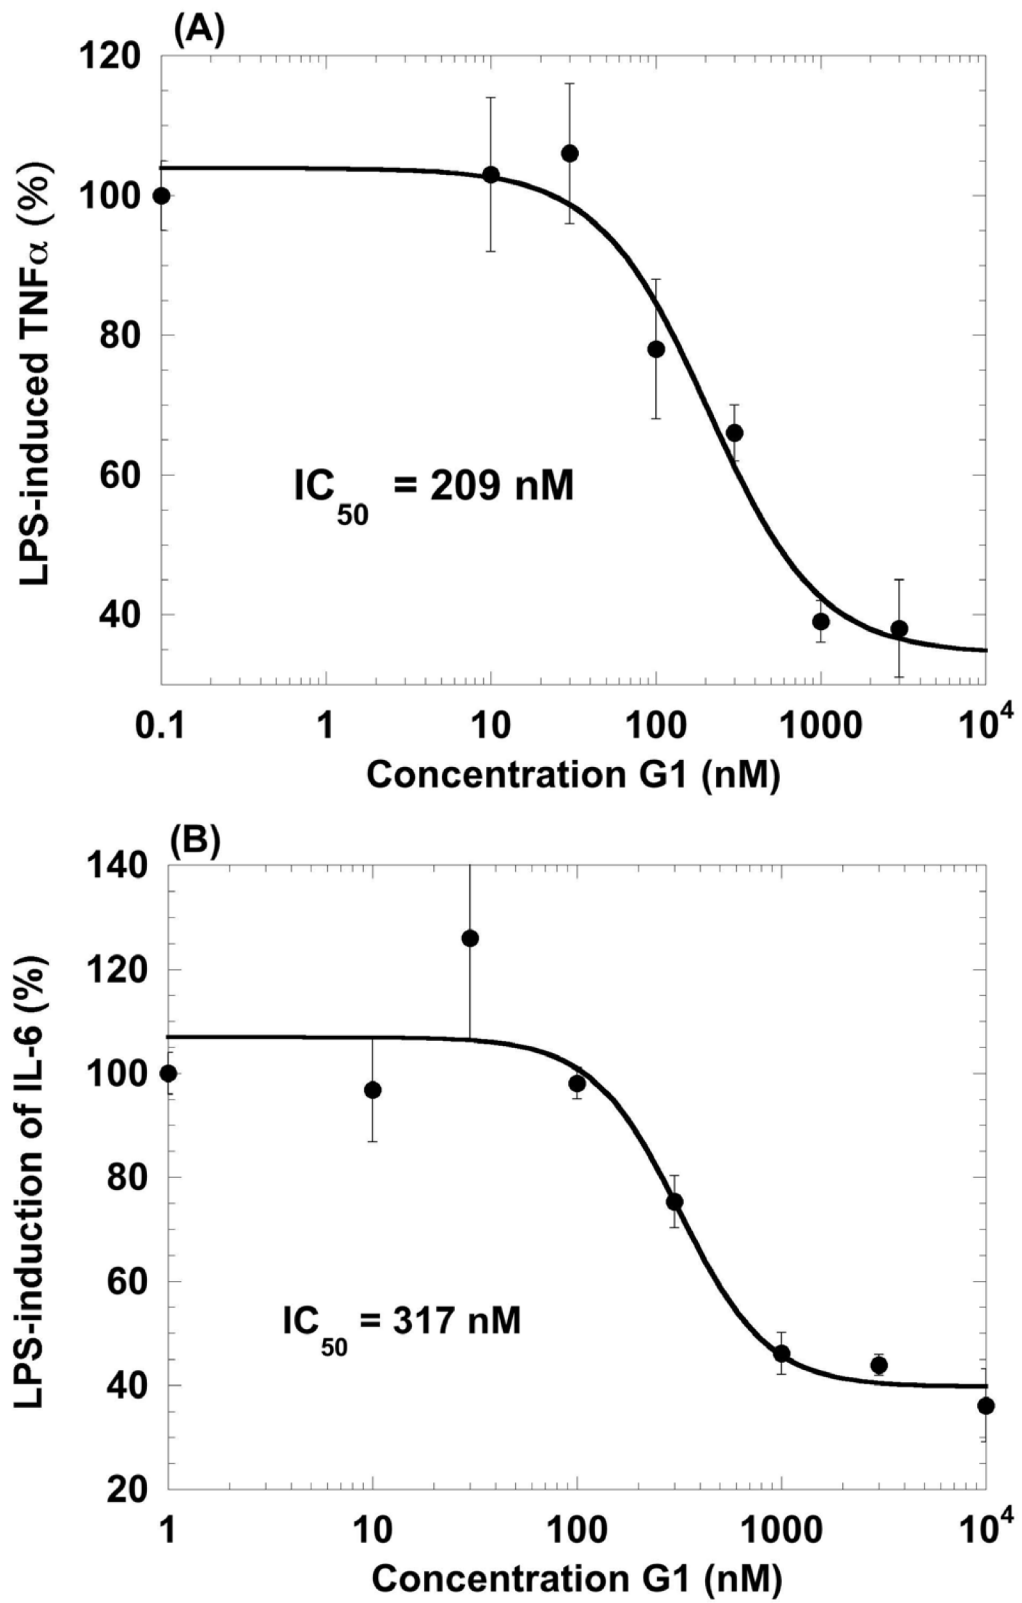 (A)
120
100
80
60
40
LPS-induced TNFα (%)
IC50 = 209 nM
0.1 1 10 100 1000 10^4
Concentration G1 (nM)
(B)
140
120
100
80
60
40
20
LPS-induction of IL-6 (%)
IC50 = 317 nM
1 10 100 1000 10^4
Concentration G1 (nM)